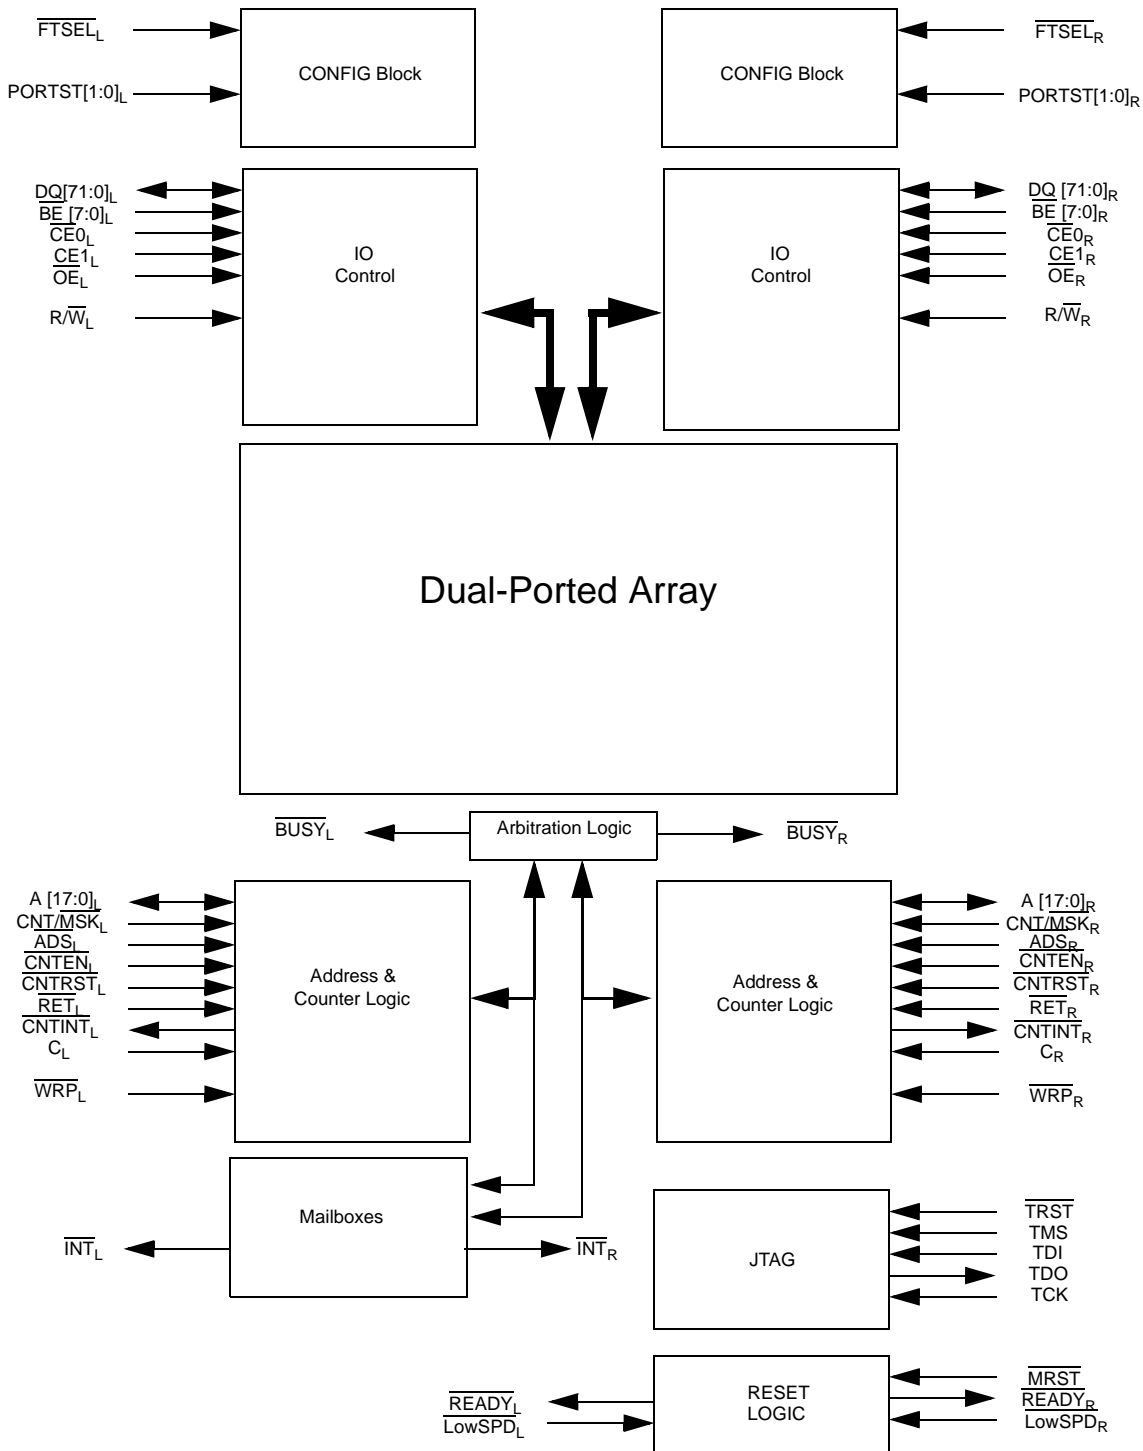 FTSEL_L
PORTST[1:0]_L
CONFIG Block
CONFIG Block
FTSEL_R
PORTST[1:0]_R
DQ[71:0]_L
BE [7:0]_L
CE0_L
CE1_L
OE_L
R/W_L
IO
Control
IO
Control
DQ [71:0]_R
BE [7:0]_R
CE0_R
CE1_R
OE_R
R/W_R
Dual-Ported Array
BUSY_L
Arbitration Logic
BUSY_R
A [17:0]_L
CNT/MSK_L
ADS_L
CNTEN_L
CNTRST_L
RET_L
CNTINT_L
C_L
WRP_L
Address &
Counter Logic
Address &
Counter Logic
A [17:0]_R
CNT/MSK_R
ADS_R
CNTEN_R
CNTRST_R
RET_R
CNTINT_R
C_R
WRP_R
Mailboxes
INT_L
INT_R
JTAG
TRST
TMS
TDI
TDO
TCK
READY_L
LowSPD_L
RESET
LOGIC
MRST
READY_R
LowSPD_R